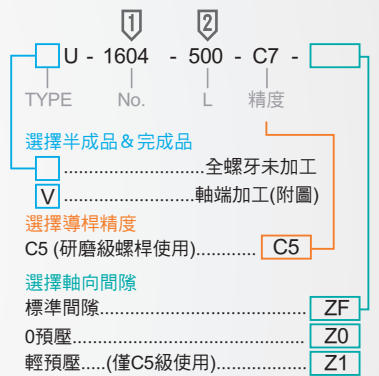 1 2
U - 1604 - 500 - C7 -
TYPE No. L 精度
選擇半成品&完成品
............................全螺牙未加工
V ..........................軸端加工(附圖)
選擇導桿精度
C5 (研磨級螺桿使用)............ C5
選擇軸向間隙
標準間隙......................................... ZF
0預壓............................................. Z0
輕預壓.....(僅C5級使用).................. Z1